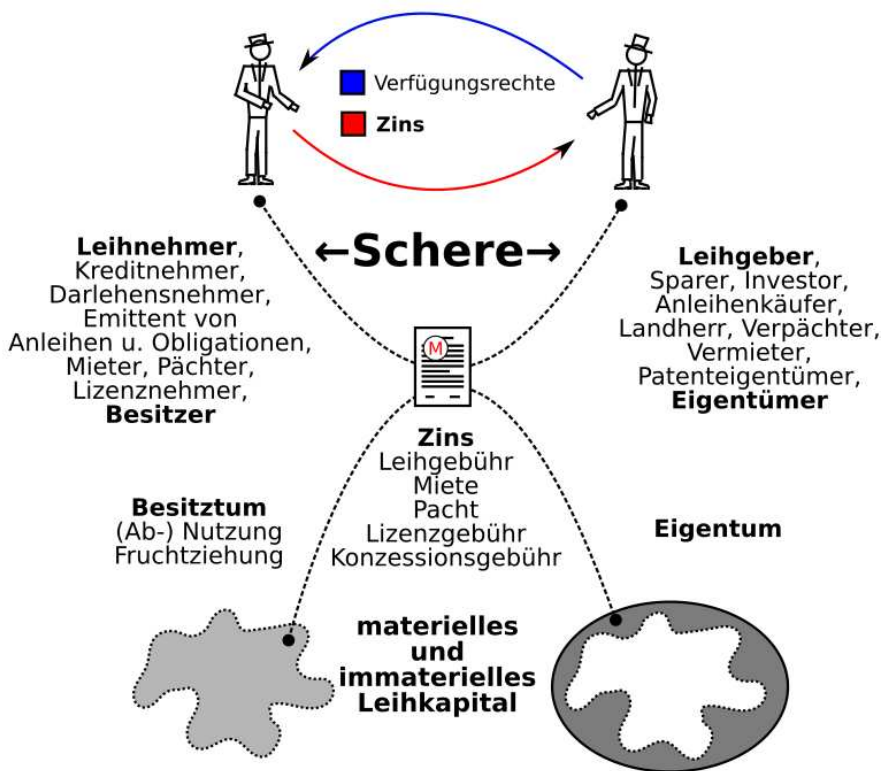 Verfügungsrechte
Zins
←Schere→
Leihnehmer,
Kreditnehmer,
Darlehensnehmer,
Emittent von
Anleihen u. Obligationen,
Mieter, Pächter,
Lizenznehmer,
Besitzer
Leihgeber,
Sparer, Investor,
Anleihenkäufer,
Landherr, Verpächter,
Vermieter,
Patenteigentümer,
Eigentümer
M
Zins
Leihgebühr
Miete
Pacht
Lizenzgebühr
Konzessionsgebühr
Besitztum
(Ab-) Nutzung
Fruchtziehung
Eigentum
materielles
und
immaterielles
Leihkapital